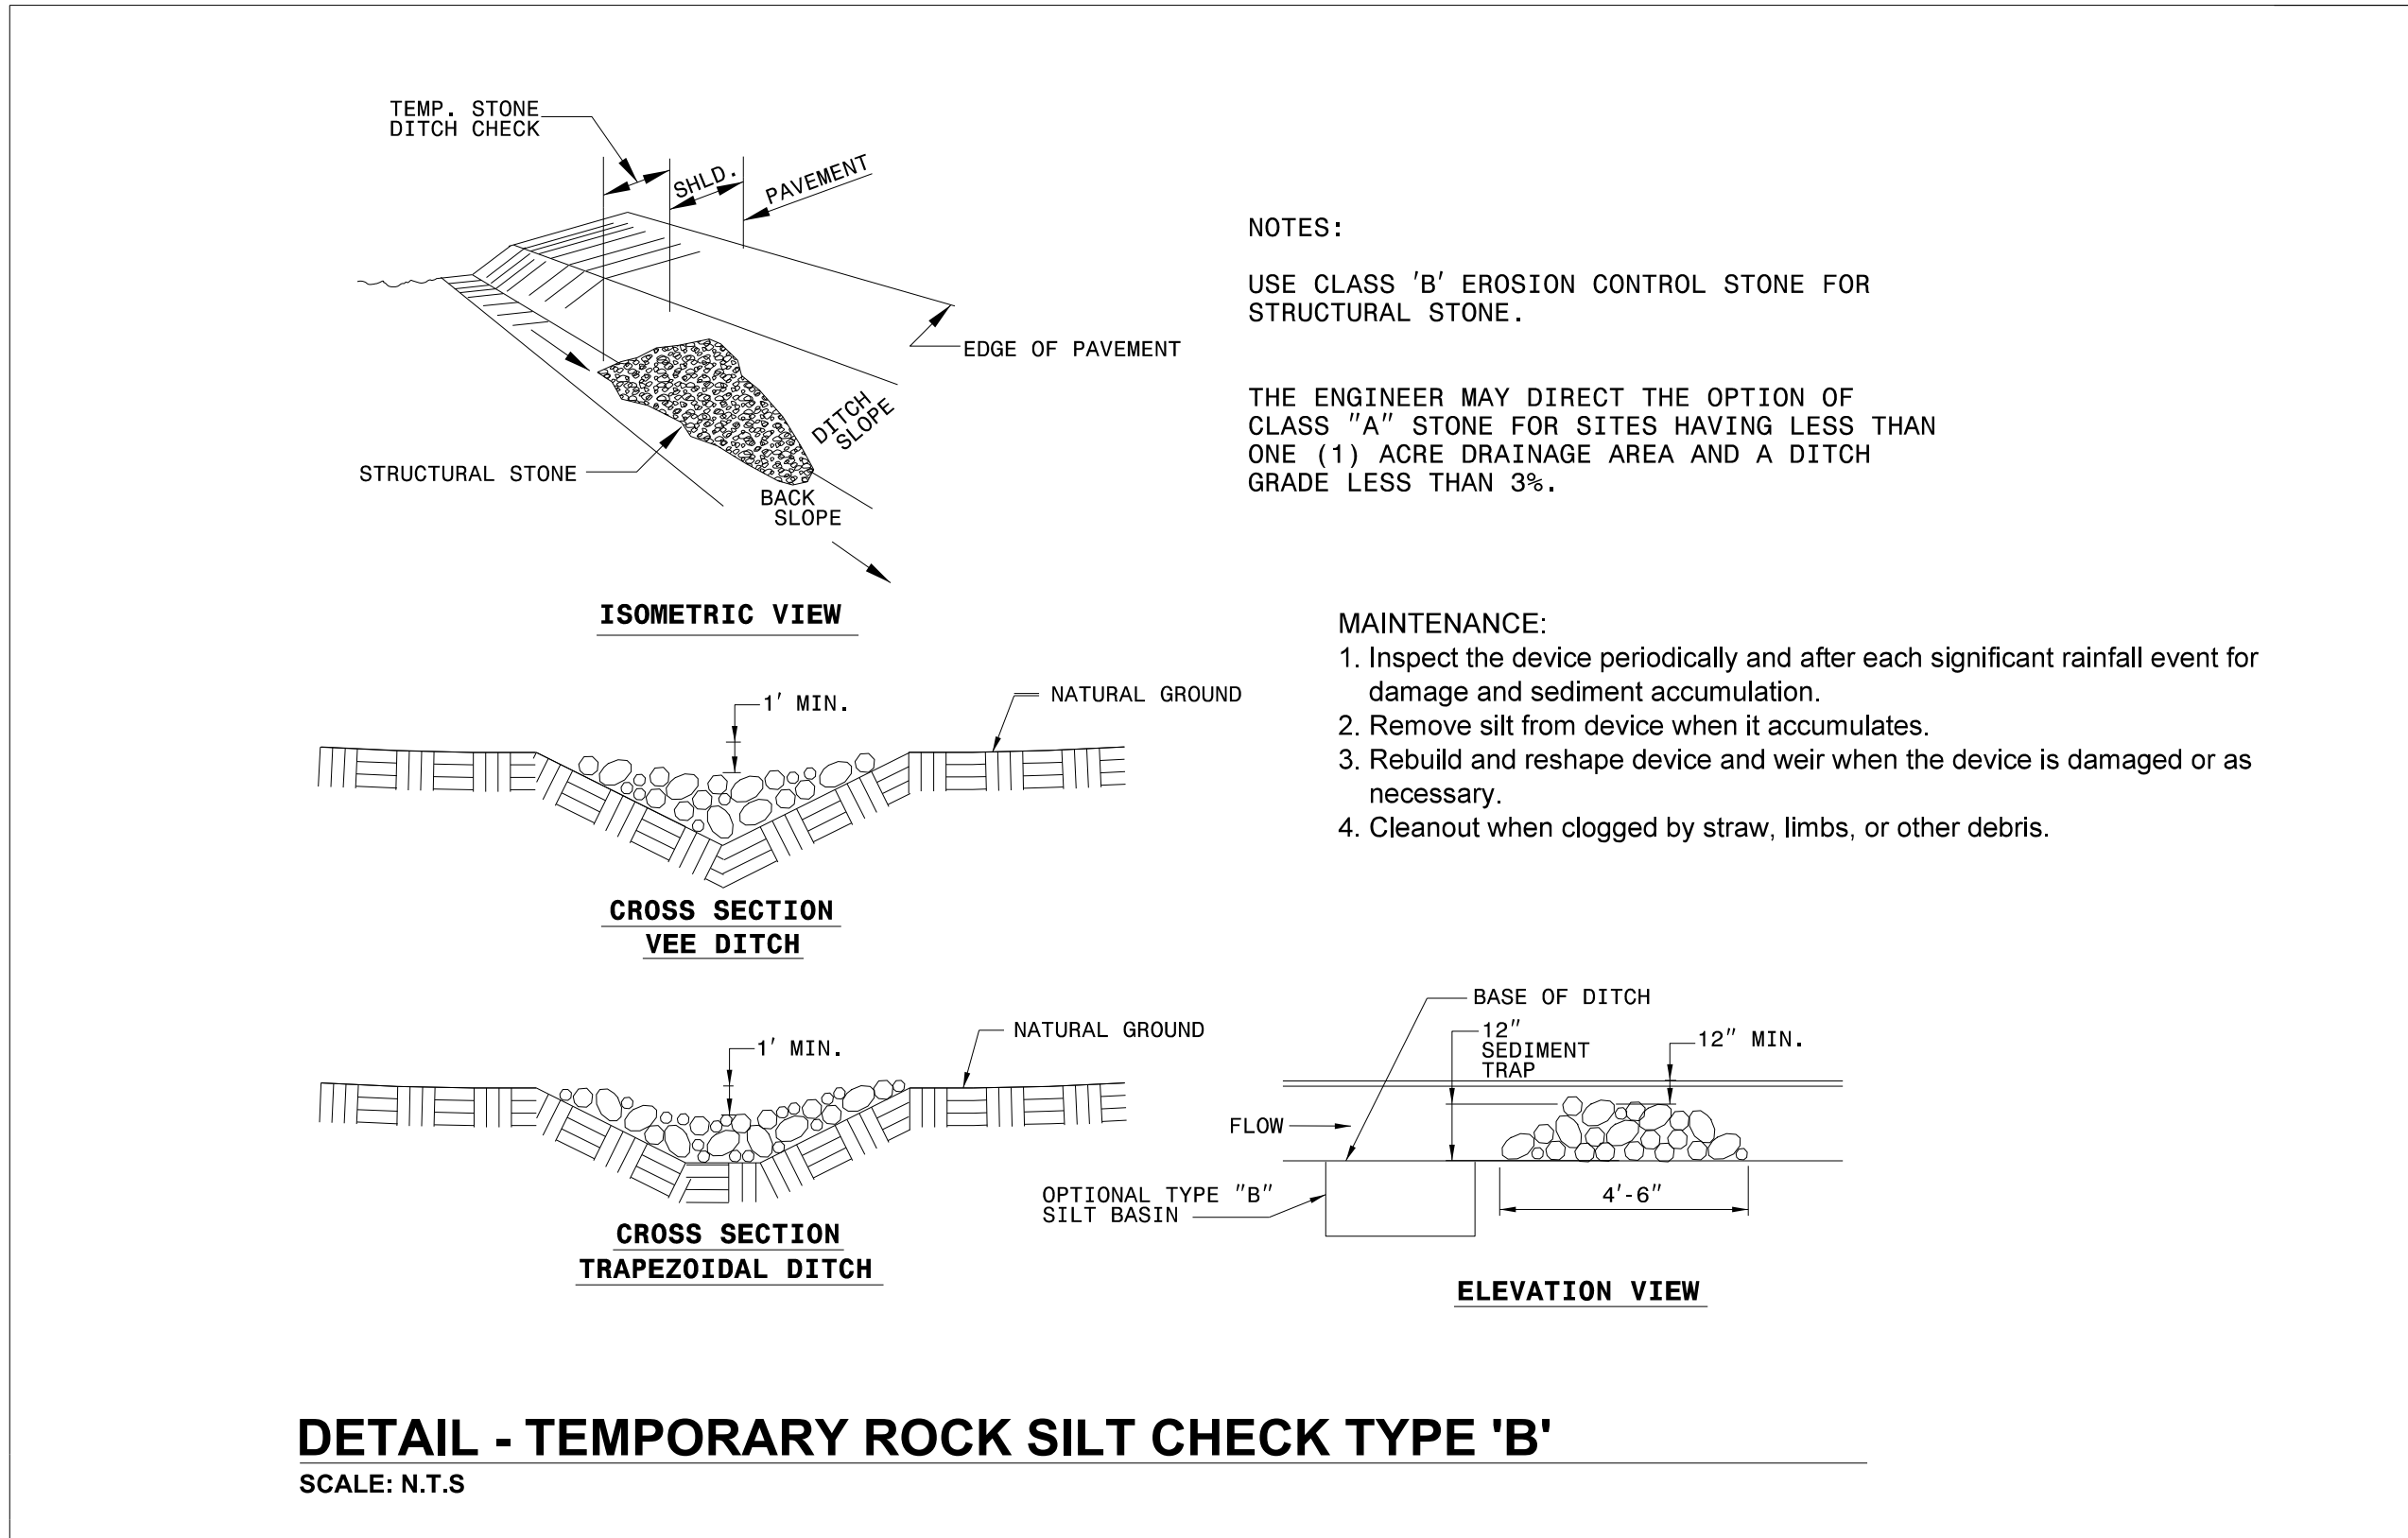 TEMP. STONE
DITCH CHECK
SHLD.
PAVEMENT
EDGE OF PAVEMENT
DITCH
SLOPE
STRUCTURAL STONE
BACK
SLOPE
ISOMETRIC VIEW
NOTES:
USE CLASS 'B' EROSION CONTROL STONE FOR
STRUCTURAL STONE.
THE ENGINEER MAY DIRECT THE OPTION OF
CLASS "A" STONE FOR SITES HAVING LESS THAN
ONE (1) ACRE DRAINAGE AREA AND A DITCH
GRADE LESS THAN 3%.
MAINTENANCE:
1. Inspect the device periodically and after each significant rainfall event for
damage and sediment accumulation.
2. Remove silt from device when it accumulates.
3. Rebuild and reshape device and weir when the device is damaged or as
necessary.
4. Cleanout when clogged by straw, limbs, or other debris.
1' MIN.
NATURAL GROUND
CROSS SECTION
VEE DITCH
1' MIN.
NATURAL GROUND
CROSS SECTION
TRAPEZOIDAL DITCH
BASE OF DITCH
12"
SEDIMENT
TRAP
12" MIN.
FLOW
OPTIONAL TYPE "B"
SILT BASIN
4'-6"
ELEVATION VIEW
DETAIL - TEMPORARY ROCK SILT CHECK TYPE 'B'
SCALE: N.T.S